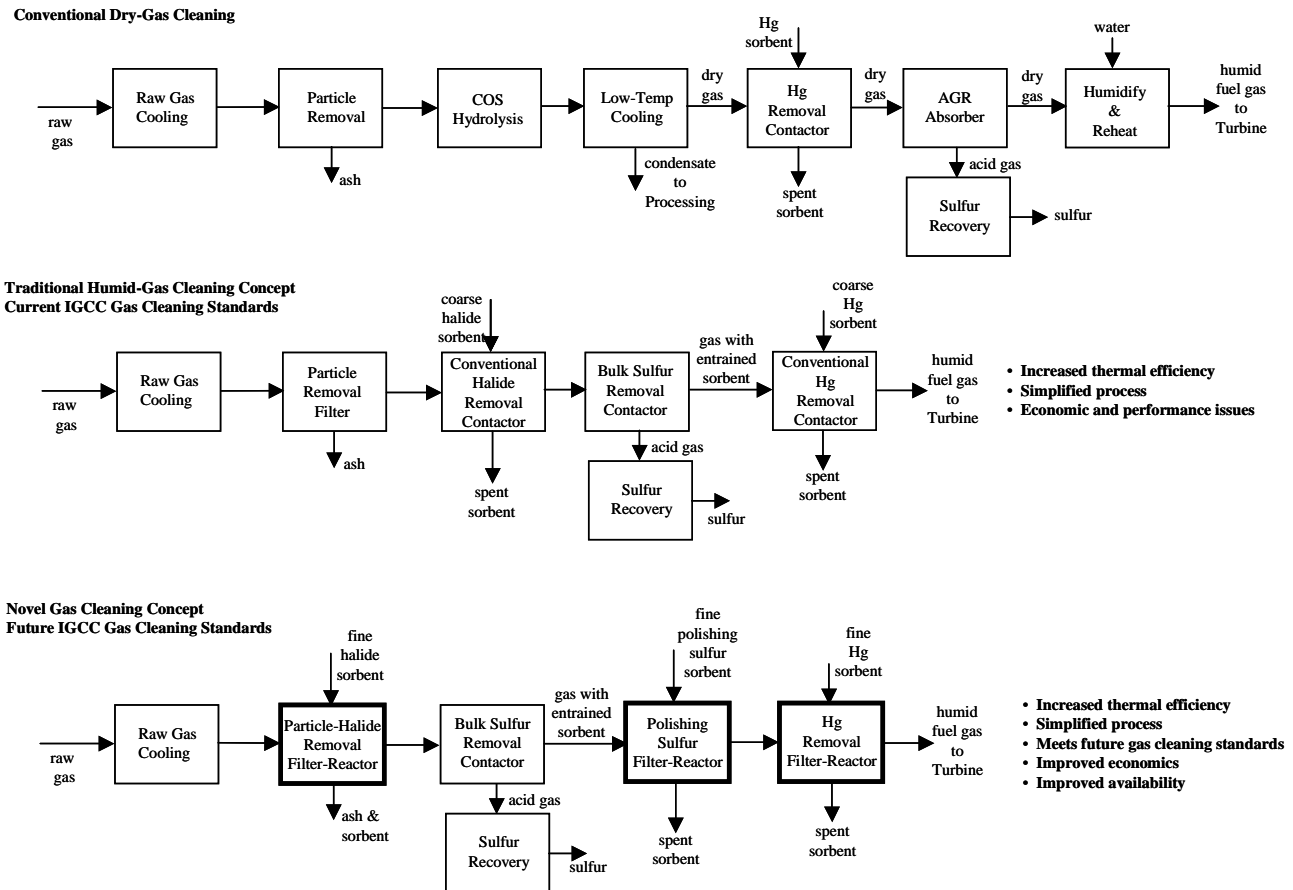 Conventional Dry-Gas Cleaning
Hg
sorbent
water
raw
gas
Raw Gas
Cooling
Particle
Removal
ash
COS
Hydrolysis
Low-Temp
Cooling
condensate
to
Processing
dry
gas
Hg
Removal
Contactor
spent
sorbent
dry
gas
AGR
Absorber
acid gas
Sulfur
Recovery
sulfur
dry
gas
Humidify
&
Reheat
humid
fuel gas
to
Turbine
Traditional Humid-Gas Cleaning Concept
Current IGCC Gas Cleaning Standards
raw
gas
Raw Gas
Cooling
Particle
Removal
Filter
ash
coarse
halide
sorbent
Conventional
Halide
Removal
Contactor
spent
sorbent
Bulk Sulfur
Removal
Contactor
acid gas
Sulfur
Recovery
sulfur
gas with
entrained
sorbent
coarse
Hg
sorbent
Conventional
Hg
Removal
Contactor
spent
sorbent
humid
fuel gas
to
Turbine
• Increased thermal efficiency
• Simplified process
• Economic and performance issues
Novel Gas Cleaning Concept
Future IGCC Gas Cleaning Standards
raw
gas
Raw Gas
Cooling
fine
halide
sorbent
Particle-Halide
Removal
Filter-Reactor
ash &
sorbent
Bulk Sulfur
Removal
Contactor
acid gas
Sulfur
Recovery
sulfur
gas with
entrained
sorbent
fine
polishing
sulfur
sorbent
Polishing
Sulfur
Filter-Reactor
spent
sorbent
fine
Hg
sorbent
Hg
Removal
Filter-Reactor
spent
sorbent
humid
fuel gas
to
Turbine
• Increased thermal efficiency
• Simplified process
• Meets future gas cleaning standards
• Improved economics
• Improved availability